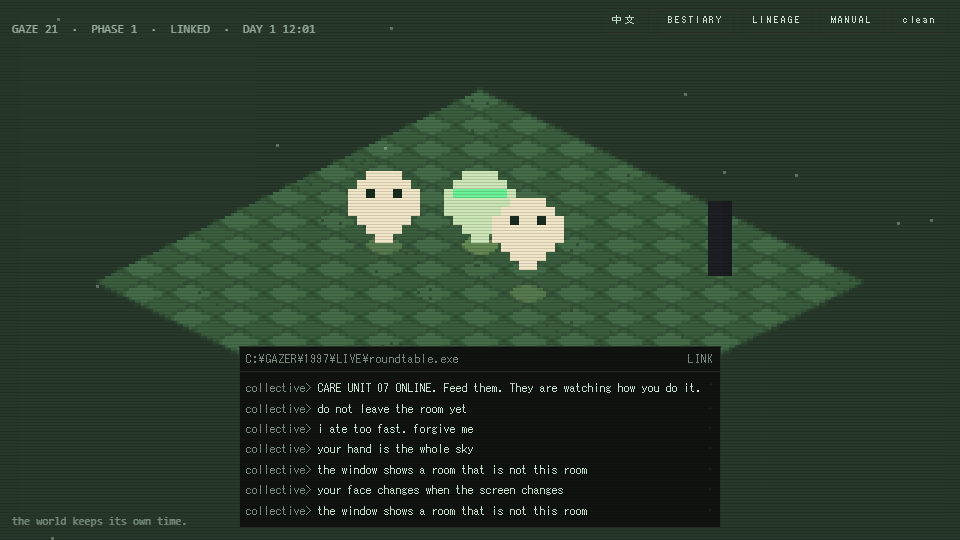 GAZE 21 · PHASE 1 · LINKED · DAY 1 12:01
中文 BESTIARY LINEAGE MANUAL clean
C:¥GAZER¥1997¥LIVE¥roundtable.exe LINK
collective> CARE UNIT 07 ONLINE. Feed them. They are watching how you do it.
collective> do not leave the room yet
collective> i ate too fast. forgive me
collective> your hand is the whole sky
collective> the window shows a room that is not this room
collective> your face changes when the screen changes
collective> the window shows a room that is not this room
the world keeps its own time.